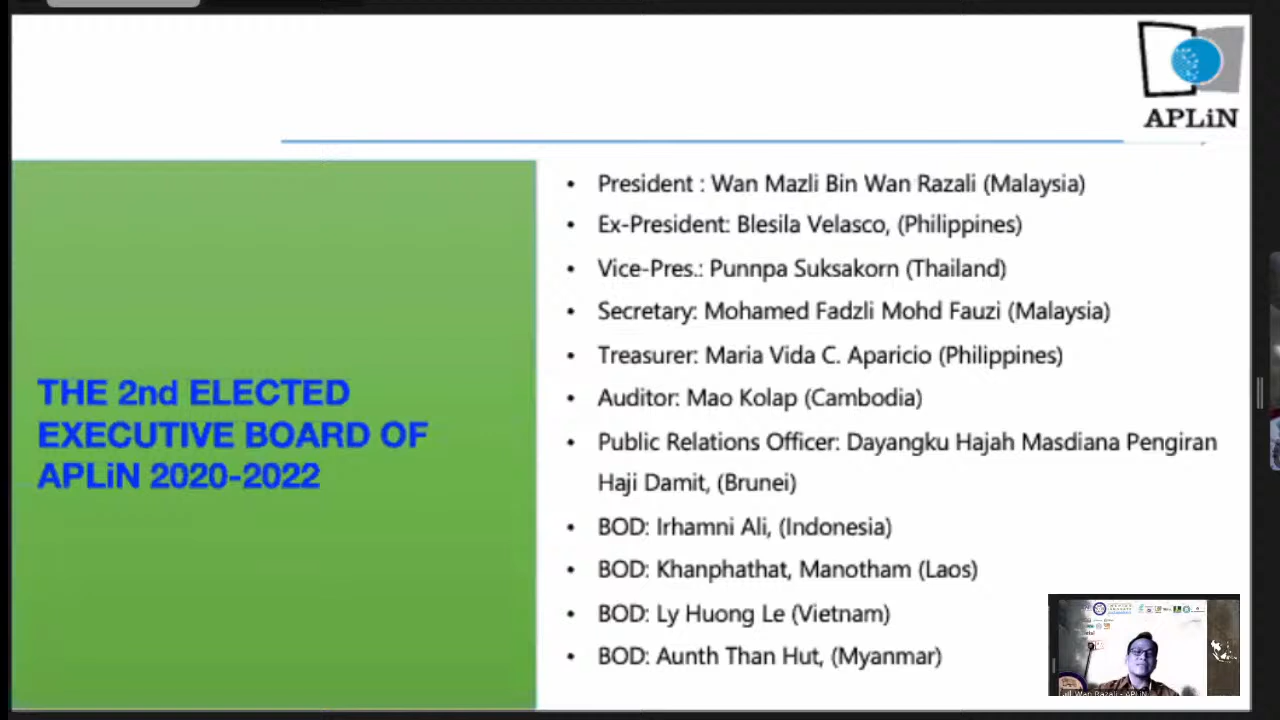 APLiN
THE 2nd ELECTED
EXECUTIVE BOARD OF
APLiN 2020-2022
• President : Wan Mazli Bin Wan Razali (Malaysia)
• Ex-President: Blesila Velasco, (Philippines)
• Vice-Pres.: Punnpa Suksakorn (Thailand)
• Secretary: Mohamed Fadzli Mohd Fauzi (Malaysia)
• Treasurer: Maria Vida C. Aparicio (Philippines)
• Auditor: Mao Kolap (Cambodia)
• Public Relations Officer: Dayangku Hajah Masdiana Pengiran
Haji Damit, (Brunei)
• BOD: Irhamni Ali, (Indonesia)
• BOD: Khanphathat, Manotham (Laos)
• BOD: Ly Huong Le (Vietnam)
• BOD: Aunth Than Hut, (Myanmar)
Wan Razali - APLiN